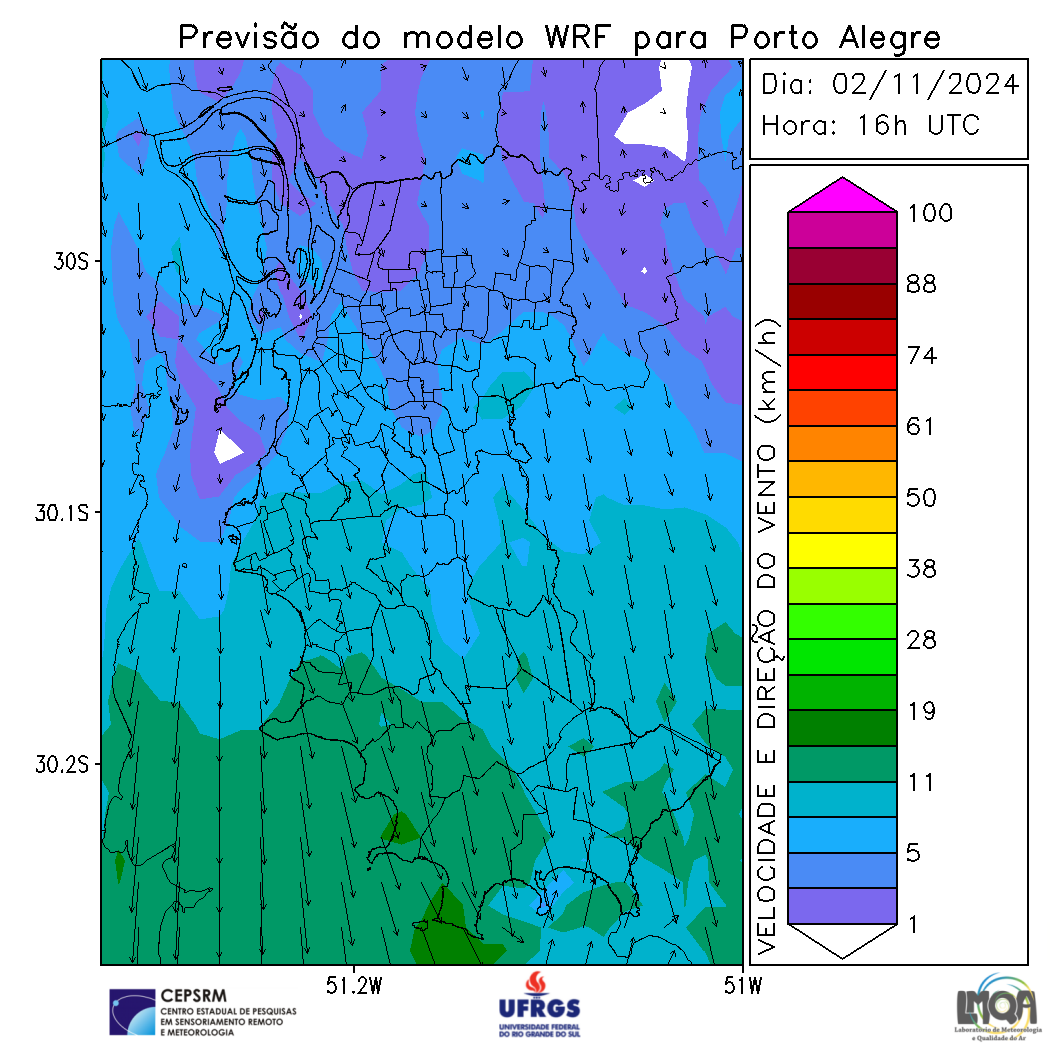 Previsão do modelo WRF para Porto Alegre
Dia: 02/11/2024
Hora: 16h UTC
30S
30.1S
30.2S
51.2W
51W
VELOCIDADE E DIREÇÃO DO VENTO (km/h)
100
88
74
61
50
38
28
19
11
5
1
CEPSRM
CENTRO ESTADUAL DE PESQUISAS
EM SENSORIAMENTO REMOTO
E METEOROLOGIA
UFRGS
UNIVERSIDADE FEDERAL
DO RIO GRANDE DO SUL
LMQA
Laboratório de Meteorologia
e Qualidade do Ar